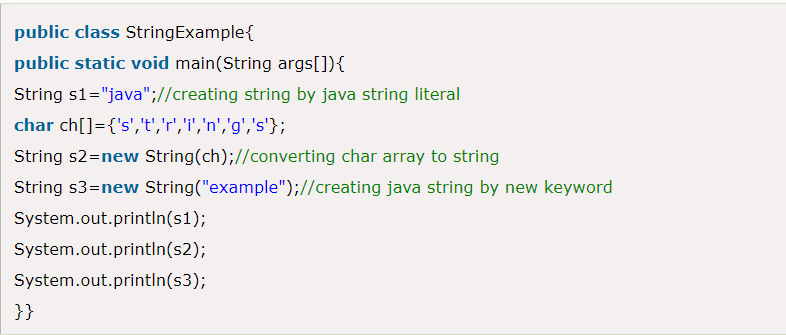 public class StringExample{
public static void main(String args[]){
String s1="java";//creating string by java string literal
char ch[]={'s','t','r','i','n','g','s'};
String s2=new String(ch);//converting char array to string
String s3=new String("example");//creating java string by new keyword
System.out.println(s1);
System.out.println(s2);
System.out.println(s3);
}}